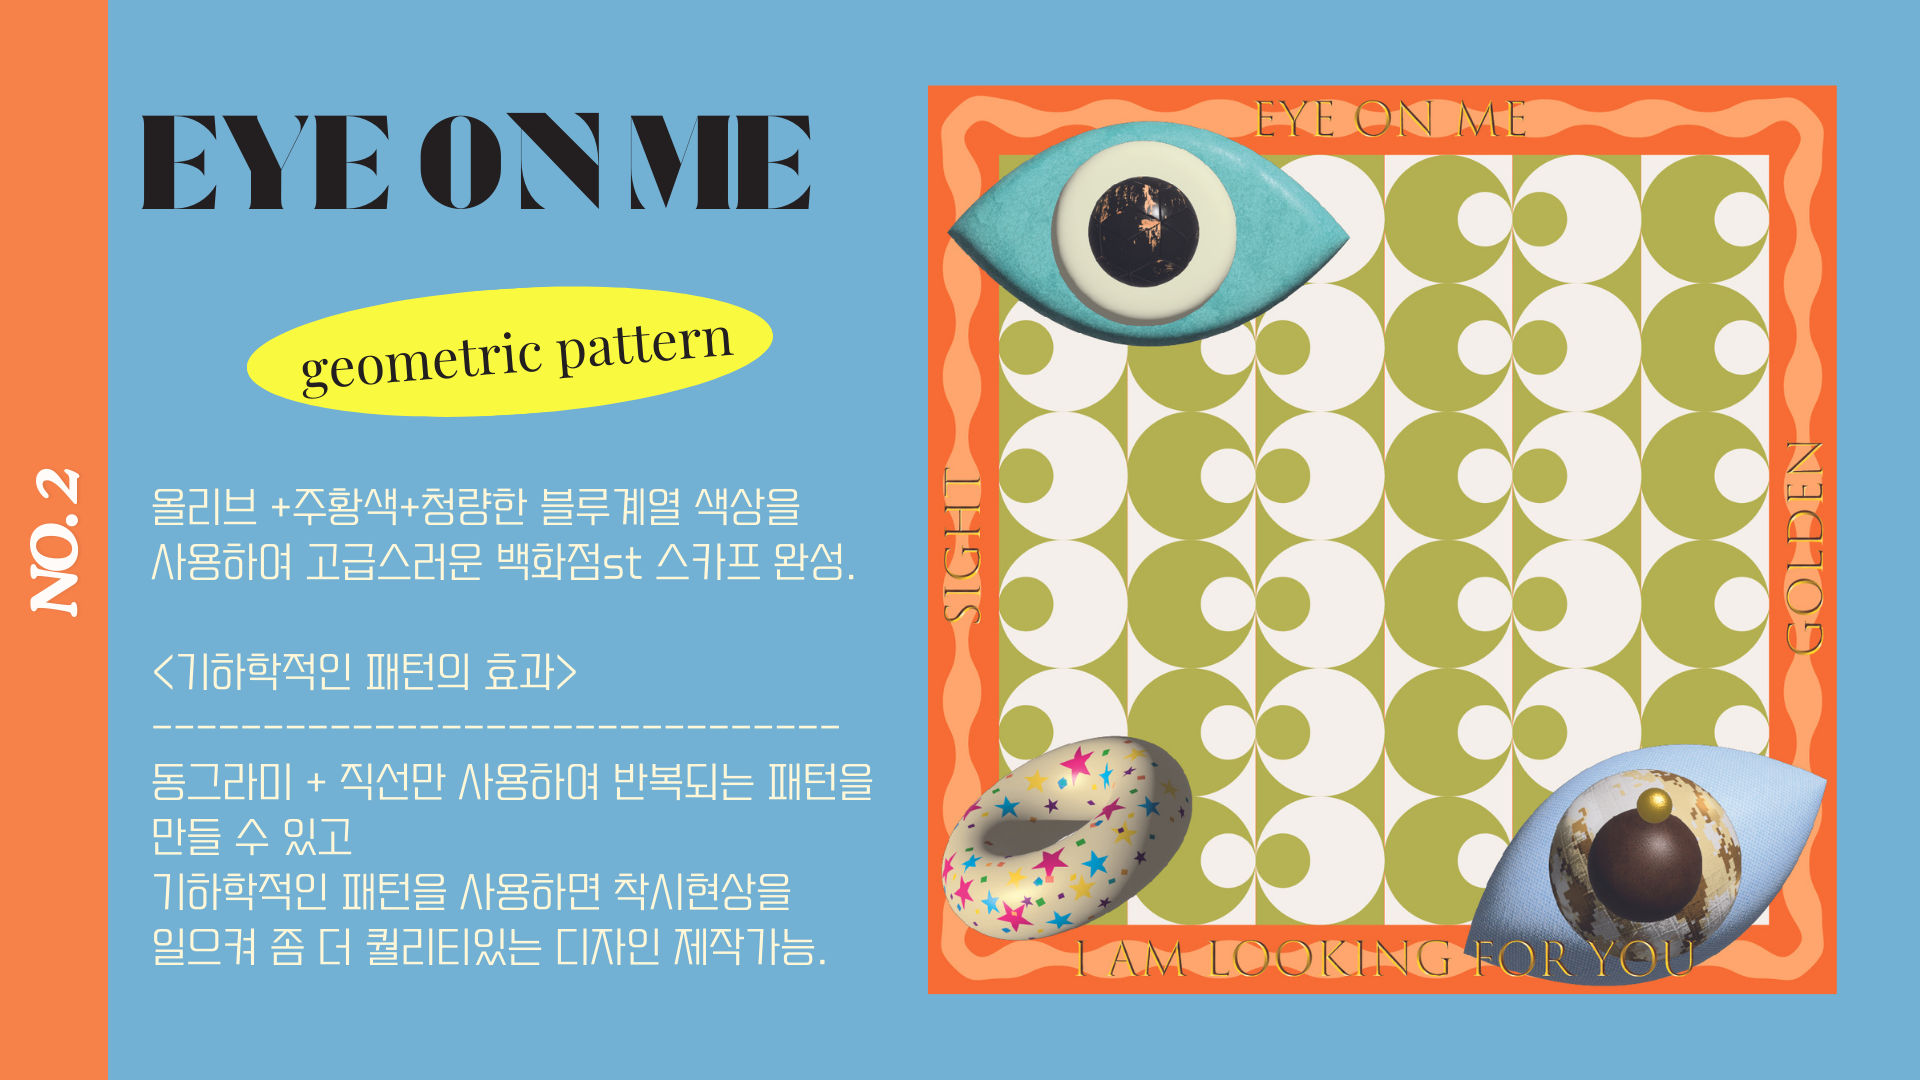 NO. 2
EYE ON ME
geometric pattern
올리브 +주황색+청량한 블루계열 색상을
사용하여 고급스러운 백화점st 스카프 완성.
<기하학적인 패턴의 효과>
-------------------------------
동그라미 + 직선만 사용하여 반복되는 패턴을
만들 수 있고
기하학적인 패턴을 사용하면 착시현상을
일으켜 좀 더 퀄리티있는 디자인 제작가능.
EYE ON ME
SIGHT
GOLDEN
I AM LOOKING FOR YOU